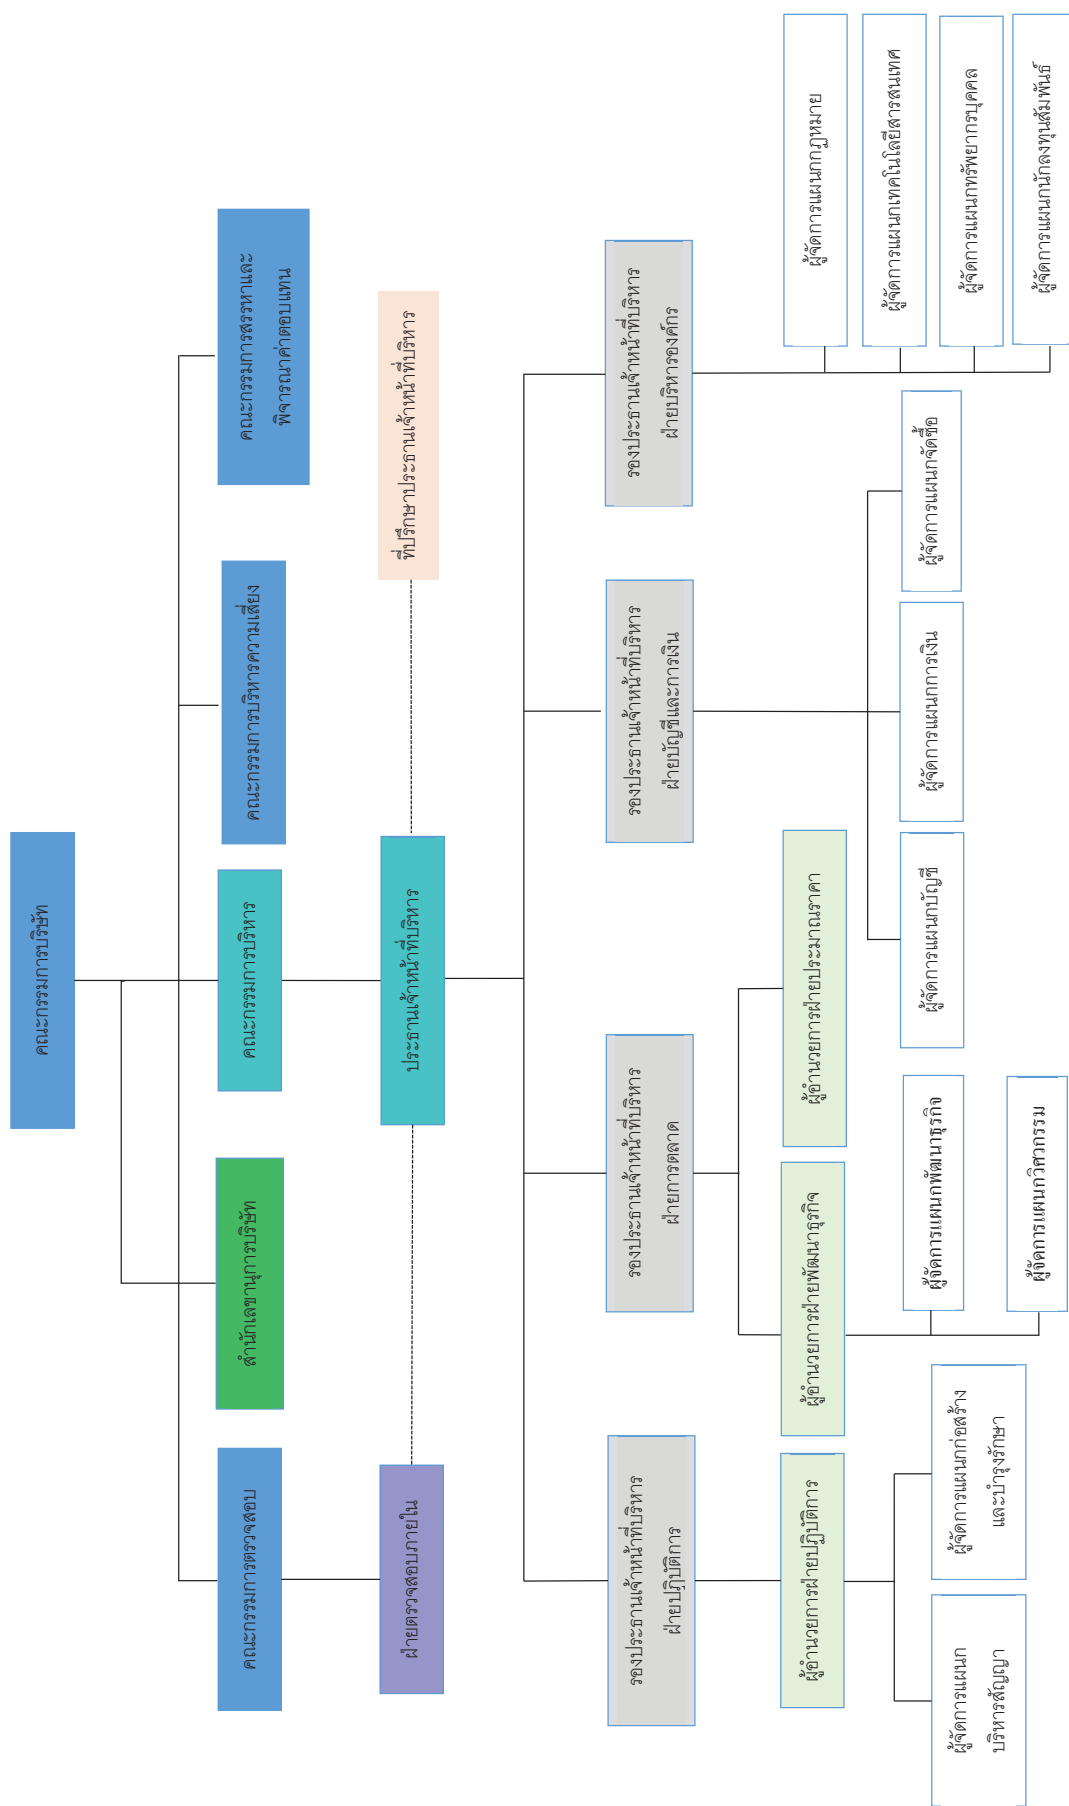 คณะกรรมการบริษัท
คณะกรรมการตรวจสอบ
สำนักเลขานุการบริษัท
คณะกรรมการบริหาร
คณะกรรมการบริหารความเสี่ยง
คณะกรรมการสรรหาและ
พิจารณาค่าตอบแทน
ฝ่ายตรวจสอบภายใน
ประธานเจ้าหน้าที่บริหาร
ที่ปรึกษาประธานเจ้าหน้าที่บริหาร
รองประธานเจ้าหน้าที่บริหาร
ฝ่ายปฏิบัติการ
รองประธานเจ้าหน้าที่บริหาร
ฝ่ายการตลาด
รองประธานเจ้าหน้าที่บริหาร
ฝ่ายบัญชีและการเงิน
รองประธานเจ้าหน้าที่บริหาร
ฝ่ายบริหารองค์กร
ผู้อำนวยการฝ่ายปฏิบัติการ
ผู้อำนวยการฝ่ายพัฒนาธุรกิจ
ผู้อำนวยการฝ่ายประมาณราคา
ผู้จัดการแผนก
บริหารสัญญา
ผู้จัดการแผนกก่อสร้าง
และบำรุงรักษา
ผู้จัดการแผนกพัฒนาธุรกิจ
ผู้จัดการแผนกวิศวกรรม
ผู้จัดการแผนกบัญชี
ผู้จัดการแผนกการเงิน
ผู้จัดการแผนกจัดซื้อ
ผู้จัดการแผนกกฎหมาย
ผู้จัดการแผนกเทคโนโลยีสารสนเทศ
ผู้จัดการแผนกทรัพยากรบุคคล
ผู้จัดการแผนกนักลงทุนสัมพันธ์